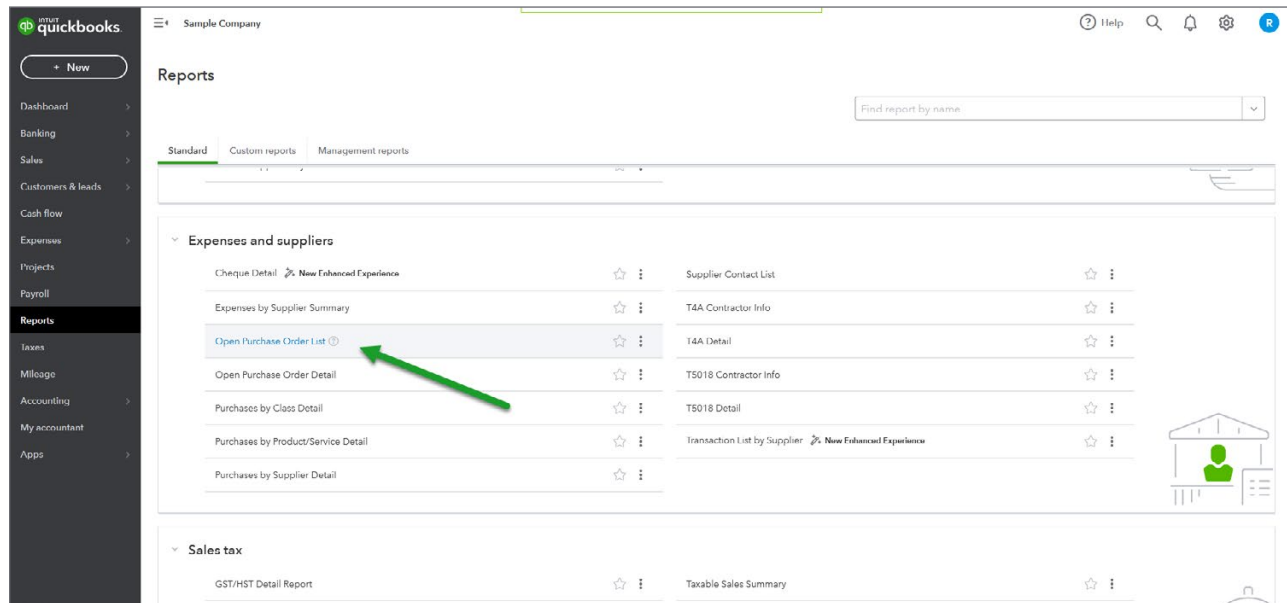 qb INTUIT quickbooks.
Sample Company
Help
R
+ New
Dashboard
Banking
Sales
Customers & leads
Cash flow
Expenses
Projects
Payroll
Reports
Taxes
Mileage
Accounting
My accountant
Apps
Reports
Find report by name
Standard Custom reports Management reports
Expenses and suppliers
Cheque Detail New Enhanced Experience
Expenses by Supplier Summary
Open Purchase Order List
Open Purchase Order Detail
Purchases by Class Detail
Purchases by Product/Service Detail
Purchases by Supplier Detail
Supplier Contact List
T4A Contractor Info
T4A Detail
T5018 Contractor Info
T5018 Detail
Transaction List by Supplier New Enhanced Experience
Sales tax
GST/HST Detail Report
Taxable Sales Summary